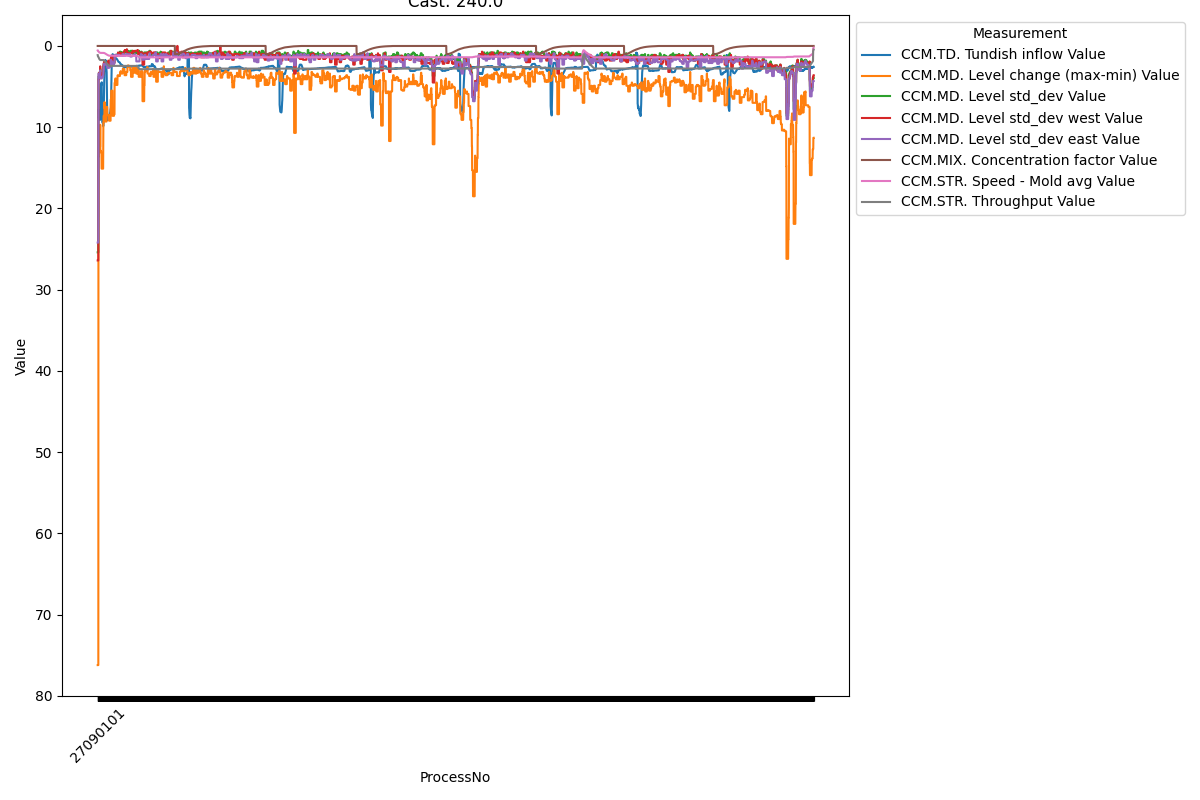 Cast: 240.0
Measurement
CCM.TD. Tundish inflow Value
CCM.MD. Level change (max-min) Value
CCM.MD. Level std_dev Value
CCM.MD. Level std_dev west Value
CCM.MD. Level std_dev east Value
CCM.MIX. Concentration factor Value
CCM.STR. Speed - Mold avg Value
CCM.STR. Throughput Value
0
10
20
30
40
50
60
70
80
Value
27090101
ProcessNo